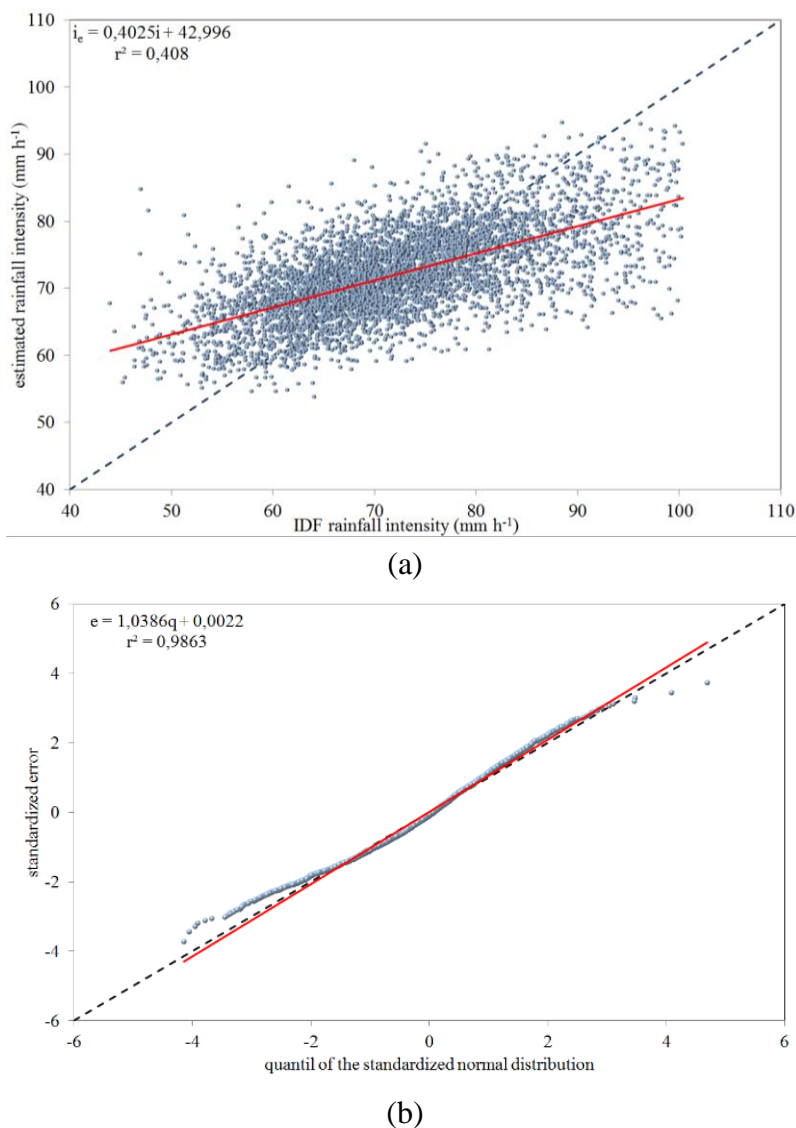 110
i_e = 0,4025i + 42,996
r² = 0,408
100
90
80
70
60
50
40
estimated rainfall intensity (mm h⁻¹)
40 50 60 70 80 90 100 110
IDF rainfall intensity (mm h⁻¹)
(a)
6
e = 1,0386q + 0,0022
r² = 0,9863
4
2
0
-2
-4
-6
standardized error
-6 -4 -2 0 2 4 6
quantil of the standardized normal distribution
(b)